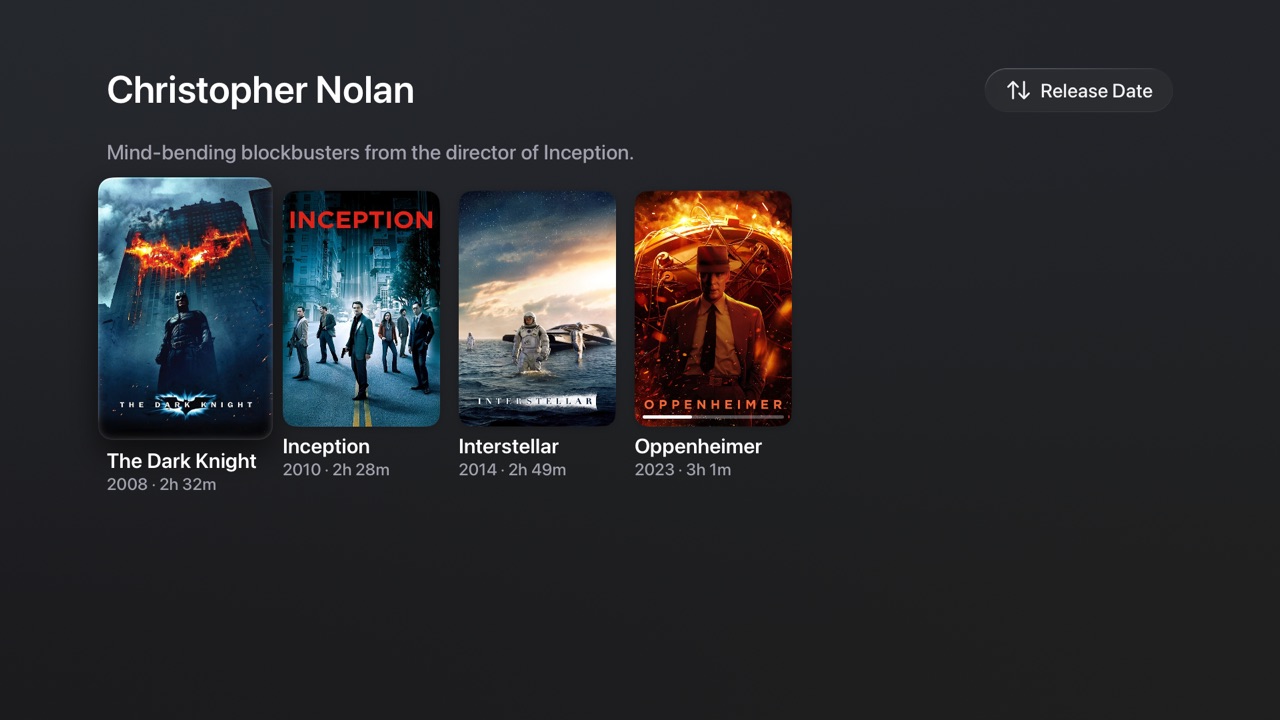 Christopher Nolan
Release Date
Mind-bending blockbusters from the director of Inception.
INCEPTION
THE DARK KNIGHT
INTERSTELLAR
OPPENHEIMER
The Dark Knight
2008 · 2h 32m
Inception
2010 · 2h 28m
Interstellar
2014 · 2h 49m
Oppenheimer
2023 · 3h 1m